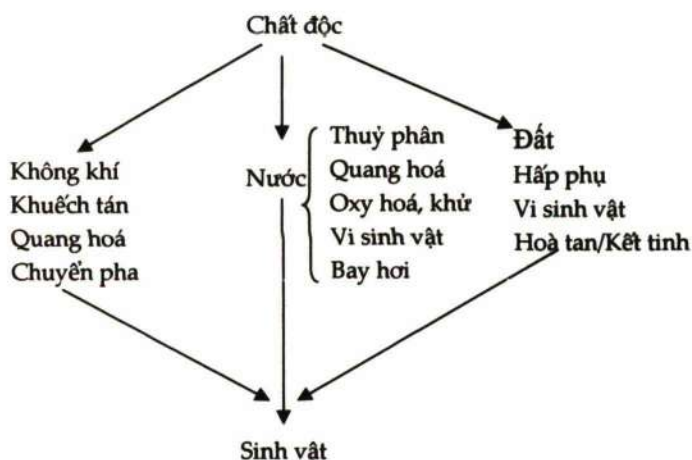 Chất độc
Không khí
Khuếch tán
Quang hoá
Chuyển pha
Nước
Thuỷ phân
Quang hoá
Oxy hoá, khử
Vi sinh vật
Bay hơi
Đất
Hấp phụ
Vi sinh vật
Hoà tan/Kết tinh
Sinh vật